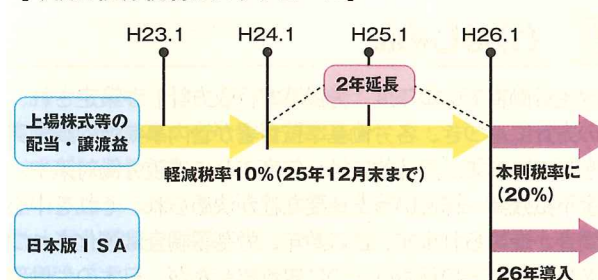 H23.1 H24.1 H25.1 H26.1
2年延長
上場株式等の
配当・譲渡益
軽減税率10%(25年12月末まで)
本則税率に
(20%)
日本版ISA
26年導入